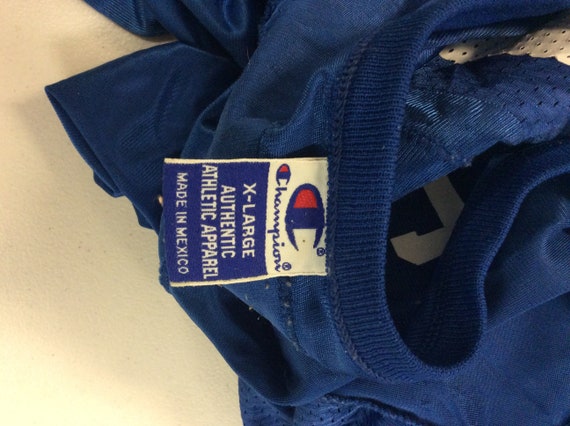 Champion®
®
X-LARGE
AUTHENTIC
ATHLETIC APPAREL
MADE IN MEXICO